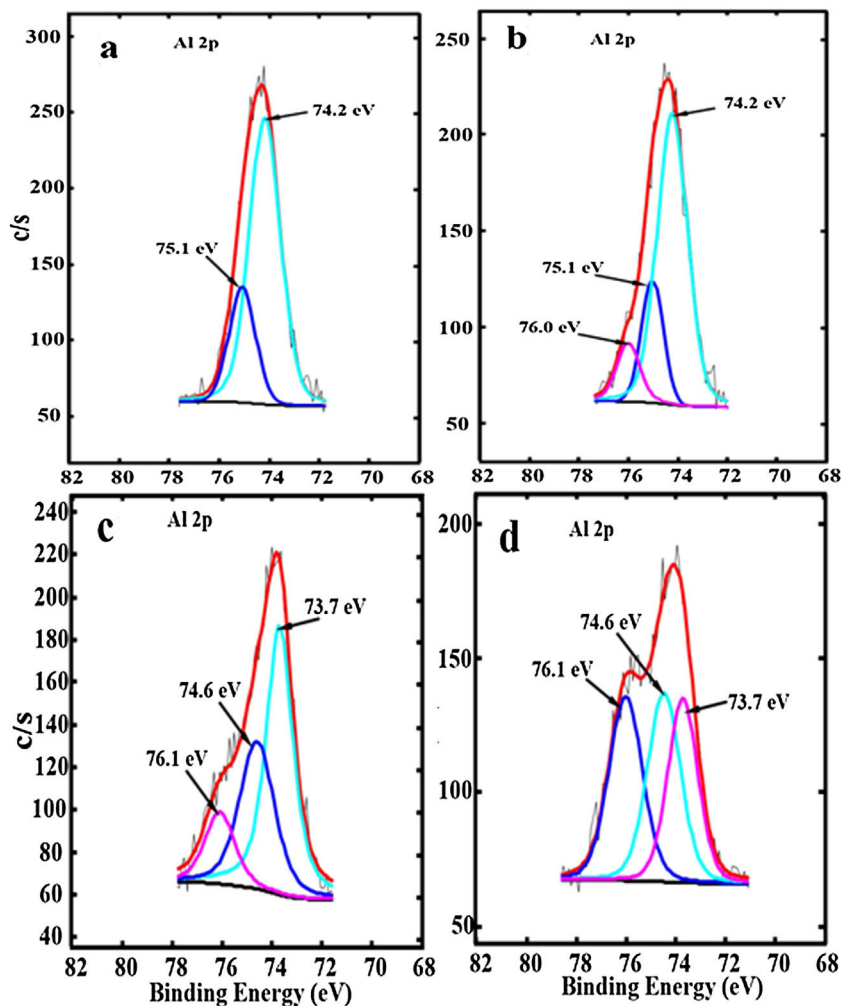 a
Al 2p
300
250
200
150
100
50
c/s
74.2 eV
75.1 eV
82 80 78 76 74 72 70 68
b
Al 2p
250
200
150
100
50
74.2 eV
75.1 eV
76.0 eV
82 80 78 76 74 72 70 68
c
Al 2p
240
220
200
180
160
140
120
100
80
60
40
c/s
73.7 eV
74.6 eV
76.1 eV
82 80 78 76 74 72 70 68
Binding Energy (eV)
d
Al 2p
200
150
100
50
74.6 eV
76.1 eV
73.7 eV
82 80 78 76 74 72 70 68
Binding Energy (eV)